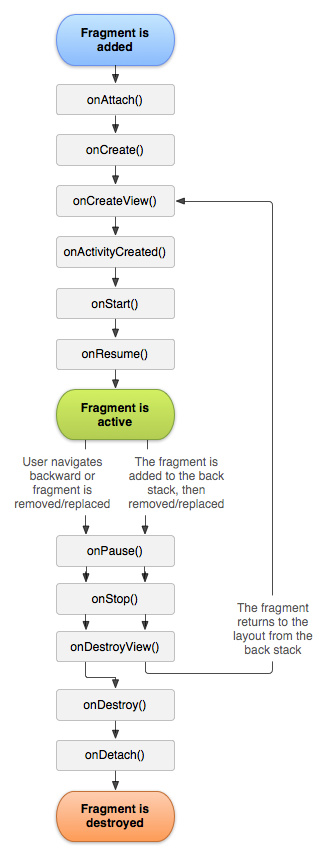 Fragment is
added
onAttach()
onCreate()
onCreateView()
onActivityCreated()
onStart()
onResume()
Fragment is
active
User navigates
backward or
fragment is
removed/replaced
The fragment is
added to the back
stack, then
removed/replaced
onPause()
onStop()
onDestroyView()
The fragment
returns to the
layout from the
back stack
onDestroy()
onDetach()
Fragment is
destroyed